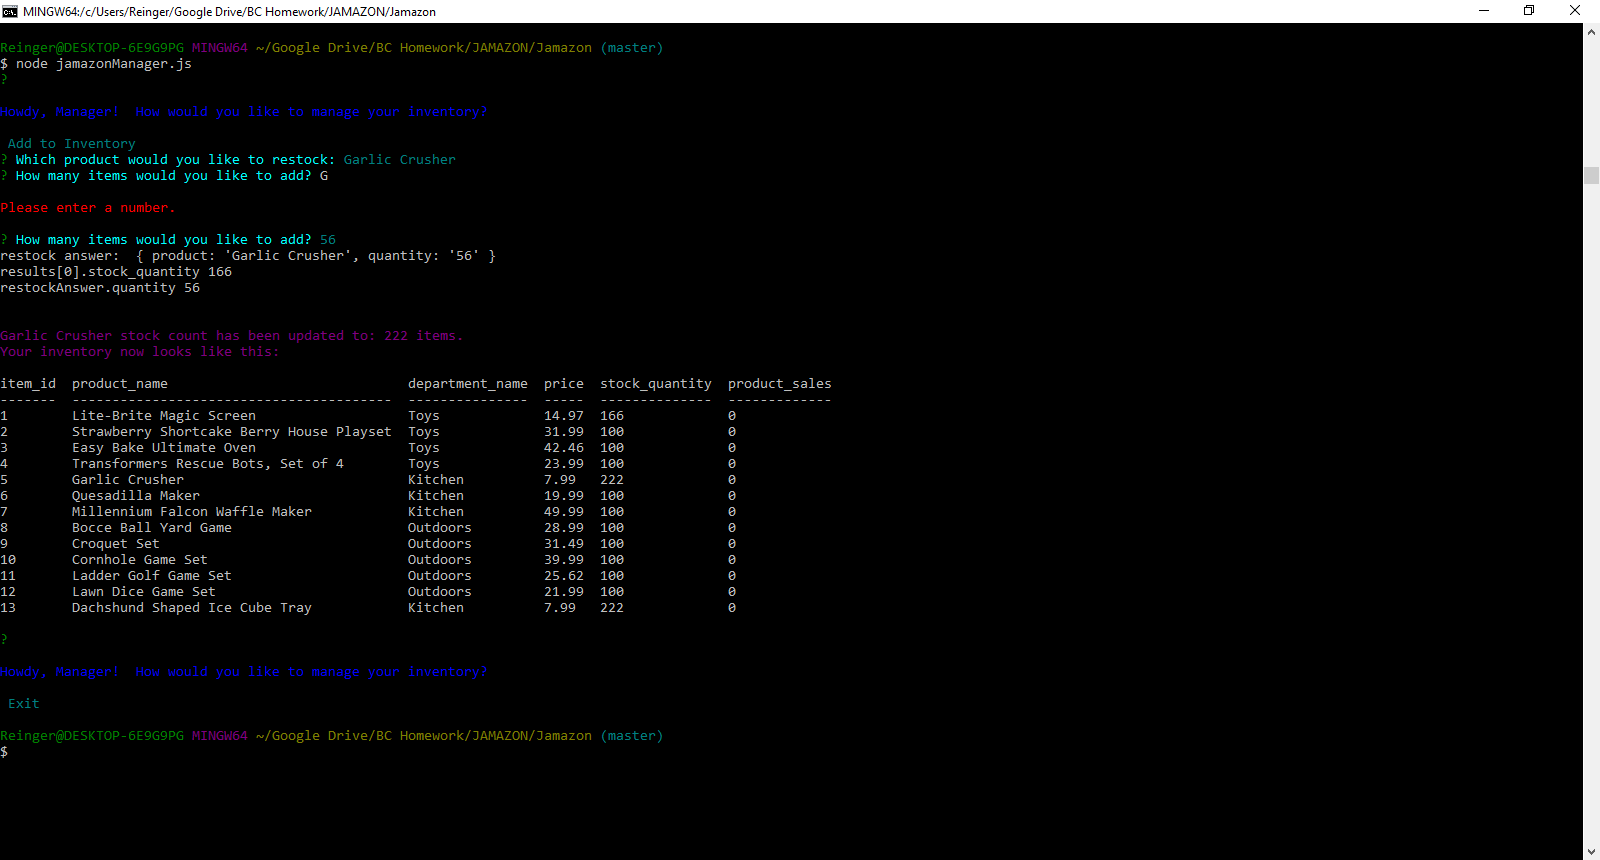 MINGW64:/c/Users/Reinger/Google Drive/BC Homework/JAMAZON/Jamazon
Reinger@DESKTOP-6E9G9PG MINGW64 ~/Google Drive/BC Homework/JAMAZON/Jamazon (master)
$ node jamazonManager.js
?
Howdy, Manager!  How would you like to manage your inventory?
Add to Inventory
? Which product would you like to restock: Garlic Crusher
? How many items would you like to add? G
Please enter a number.
? How many items would you like to add? 56
restock answer:  { product: 'Garlic Crusher', quantity: '56' }
results[0].stock_quantity 166
restockAnswer.quantity 56
Garlic Crusher stock count has been updated to: 222 items.
Your inventory now looks like this:
item_id  product_name                              department_name  price  stock_quantity  product_sales
-------  ----------------------------------------  ---------------  -----  --------------  -------------
1        Lite-Brite Magic Screen                   Toys             14.97  166             0
2        Strawberry Shortcake Berry House Playset  Toys             31.99  100             0
3        Easy Bake Ultimate Oven                   Toys             42.46  100             0
4        Transformers Rescue Bots, Set of 4        Toys             23.99  100             0
5        Garlic Crusher                            Kitchen          7.99   222             0
6        Quesadilla Maker                          Kitchen          19.99  100             0
7        Millennium Falcon Waffle Maker            Kitchen          49.99  100             0
8        Bocce Ball Yard Game                      Outdoors         28.99  100             0
9        Croquet Set                               Outdoors         31.49  100             0
10       Cornhole Game Set                         Outdoors         39.99  100             0
11       Ladder Golf Game Set                      Outdoors         25.62  100             0
12       Lawn Dice Game Set                        Outdoors         21.99  100             0
13       Dachshund Shaped Ice Cube Tray            Kitchen          7.99   222             0
?
Howdy, Manager!  How would you like to manage your inventory?
Exit
Reinger@DESKTOP-6E9G9PG MINGW64 ~/Google Drive/BC Homework/JAMAZON/Jamazon (master)
$